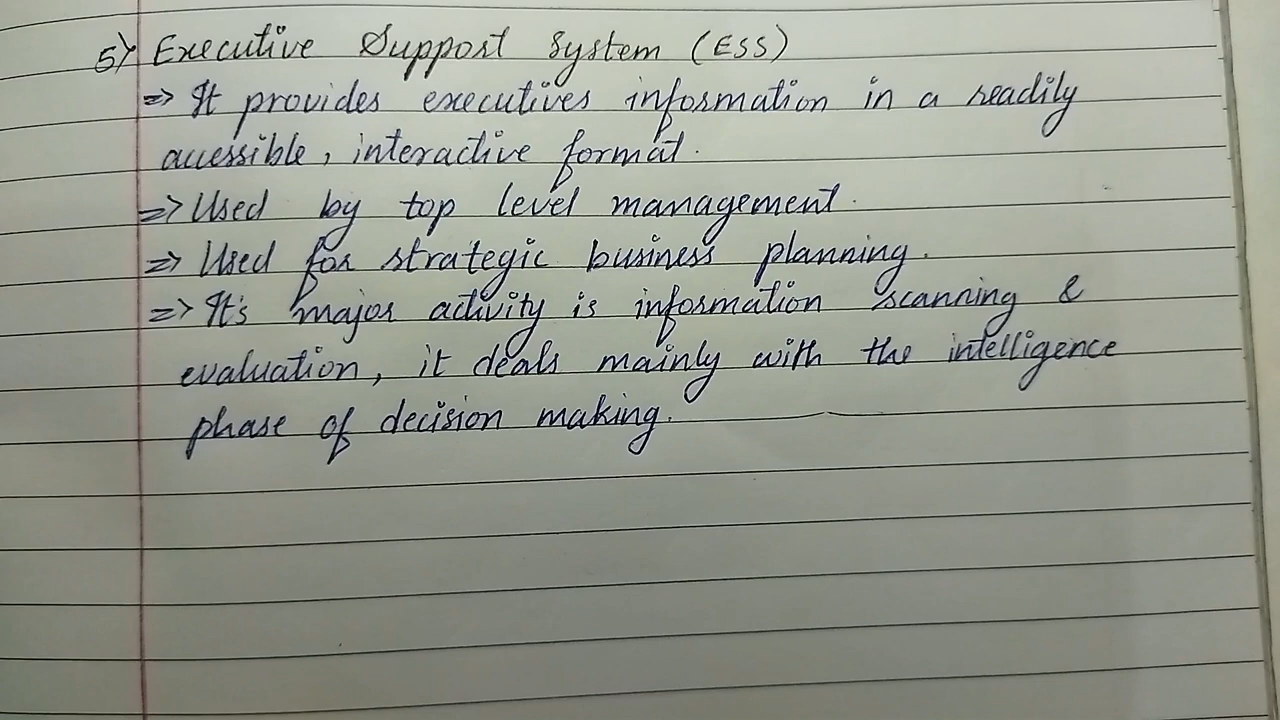 5) Executive Support System (ESS)
=> It provides executives information in a readily
accessible, interactive format.
=> Used by top level management.
=> Used for strategic business planning.
=> It's major activity is information scanning &
evaluation, it deals mainly with the intelligence
phase of decision making.